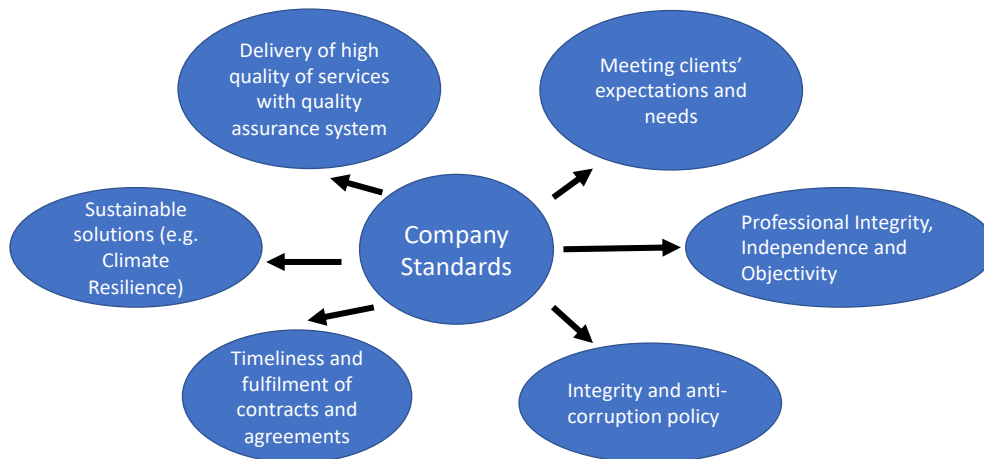 Delivery of high
quality of services
with quality
assurance system
Meeting clients’
expectations and
needs
Sustainable
solutions (e.g.
Climate
Resilience)
Company
Standards
Professional Integrity,
Independence and
Objectivity
Timeliness and
fulfilment of
contracts and
agreements
Integrity and anti-
corruption policy